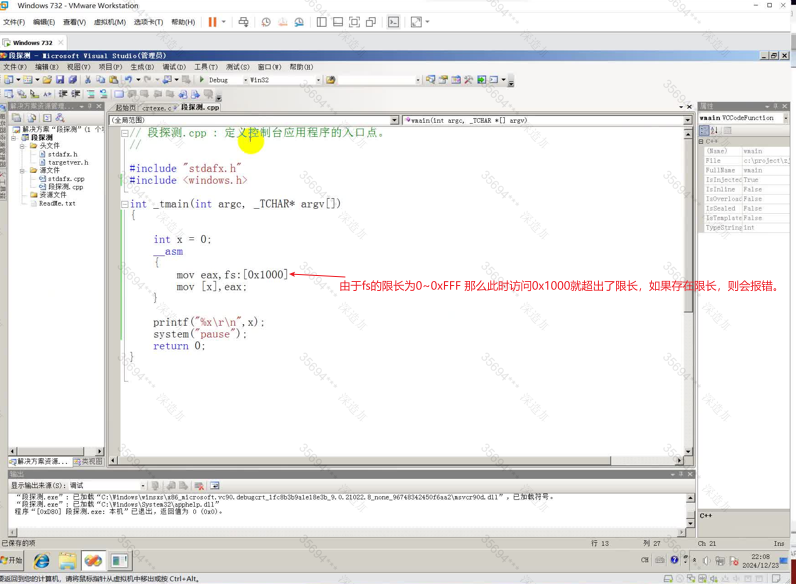 Windows 732 - VMware Workstation
文件(F) 编辑(E) 查看(V) 虚拟机(M) 选项卡(T) 帮助(H)
Windows 732
段探测 - Microsoft Visual Studio(管理员)
文件(F) 编辑(E) 视图(V) 项目(P) 生成(B) 调试(D) 工具(T) 测试(S) 窗口(W) 帮助(H)
Debug Win32
解决方案资源管理...
起始页 crtexe.c 段探测.cpp
属性
(全局范围)
wmain(int argc, _TCHAR *[] argv)
wmain VCCodeFunction
解决方案“段探测”(1 个
段探测
头文件
stdafx.h
targetver.h
源文件
stdafx.cpp
段探测.cpp
资源文件
ReadMe.txt
// 段探测.cpp : 定义控制台应用程序的入口点。
//
#include "stdafx.h"
#include <windows.h>
int _tmain(int argc, _TCHAR* argv[])
{
int x = 0;
__asm
{
mov eax,fs:[0x1000]
mov [x],eax;
}
printf("%x\r\n",x);
system("pause");
return 0;
}
由于fs的限长为0~0xFFF 那么此时访问0x1000就超出了限长，如果存在限长，则会报错。
C++
(Name) wmain
File c:\project\
FullName wmain
IsInjected True
IsInline False
IsOverload False
IsSealed False
IsTemplate False
TypeString int
解决方案资源... 类视图
输出
显示输出来源(S): 调试
“段探测.exe”: 已加载“C:\Windows\winsxs\x86_microsoft.vc90.debugcrt_1fc8b3b9a1e18e3b_9.0.21022.8_none_96748342450f6aa2\msvcr90d.dll”，已加载符号。
“段探测.exe”: 已加载“C:\Windows\System32\apphelp.dll”
程序“[0xD80] 段探测.exe: 本机”已退出，返回值为 0 (0x0)。
C++
已保存的项 行 13 列 27 Ch 21 Ins
开始
CH
22:08
2024/12/23
要返回到您的计算机，请将鼠标指针从虚拟机中移出或按 Ctrl+Alt。